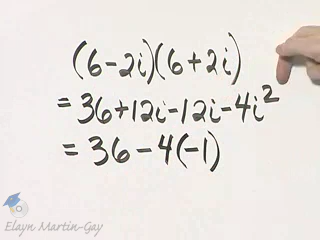 (6-2i)(6+2i)
= 36+12i-12i-4i²
= 36-4(-1)
Elayn Martin-Gay